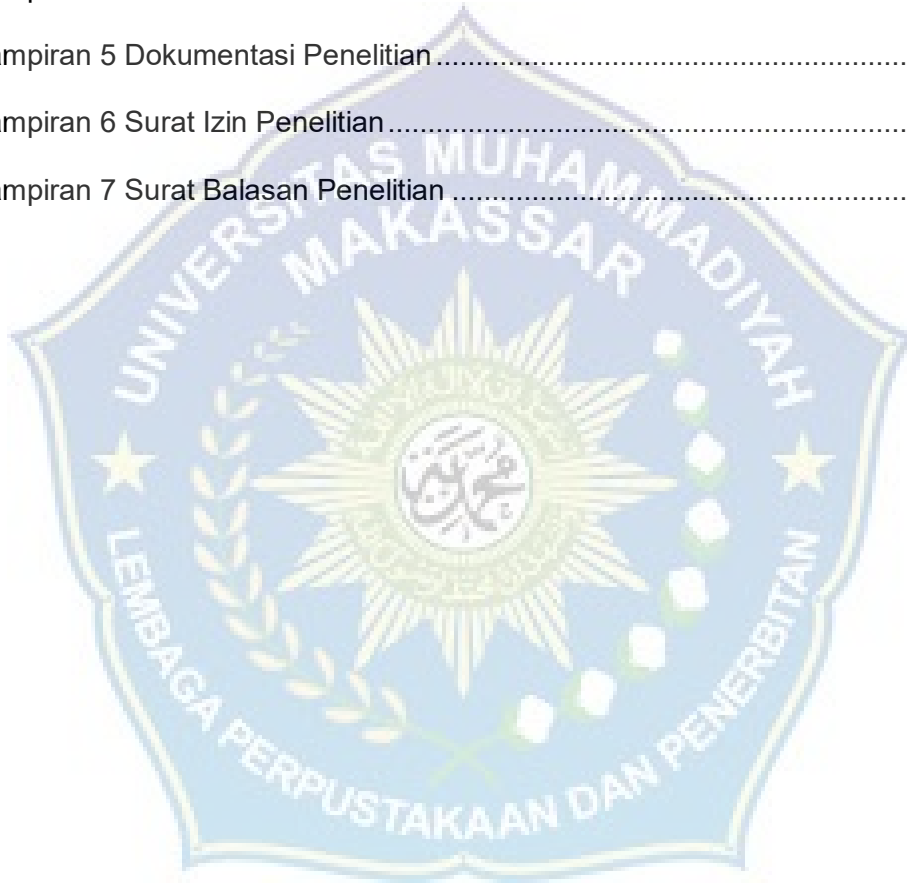 ampiran 5 Dokumentasi Penelitian
ampiran 6 Surat Izin Penelitian
ampiran 7 Surat Balasan Penelitian
UNIVERSITAS MUHAMMADIYAH
MAKASSAR
LEMBAGA PERPUSTAKAAN DAN PENERBITAN